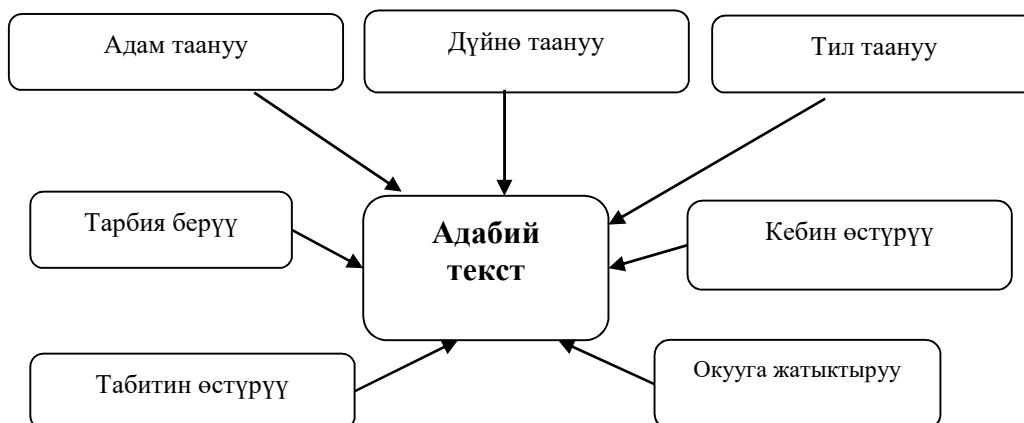 Адам таануу
Дүйнө таануу
Тил таануу
Тарбия берүү
Адабий
текст
Кебин өстүрүү
Табитин өстүрүү
Окууга жатыктыруу